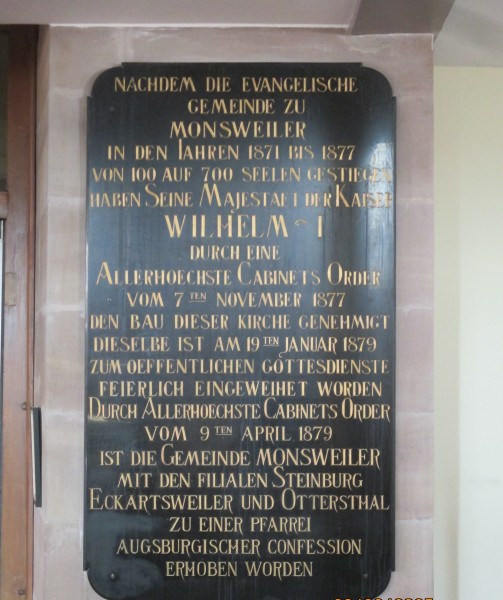 NACHDEM DIE EVANGELISCHE
GEMEINDE ZU
MONSWEILER
IN DEN JAHREN 1871 BIS 1877
VON 100 AUF 700 SEELEN GESTIEGEN
HABEN SEINE MAJESTAET DER KAISER
WILHELM I
DURCH EINE
ALLERHOECHSTE CABINETS ORDER
VOM 7TEN NOVEMBER 1877
DEN BAU DIESER KIRCHE GENEHMIGT
DIESELBE IST AM 19TEN JANUAR 1879
ZUM OEFFENTLICHEN GOTTESDIENSTE
FEIERLICH EINGEWEIHET WORDEN
DURCH ALLERHOECHSTE CABINETS ORDER
VOM 9TEN APRIL 1879
IST DIE GEMEINDE MONSWEILER
MIT DEN FILIALEN STEINBURG
ECKARTSWEILER UND OTTERSTHAL
ZU EINER PFARREI
AUGSBURGISCHER CONFESSION
ERHOBEN WORDEN